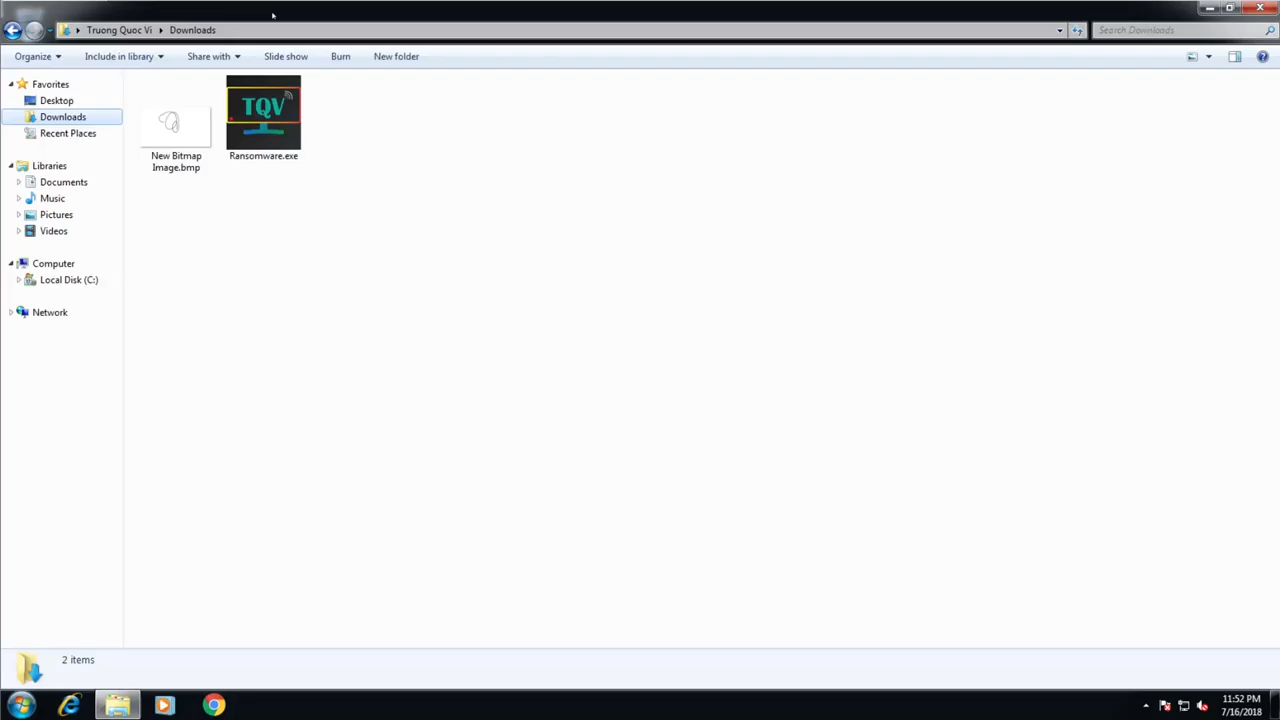 Truong Quoc Vi Downloads
Search Downloads
Organize Include in library Share with Slide show Burn New folder
Favorites
Desktop
Downloads
Recent Places
Libraries
Documents
Music
Pictures
Videos
Computer
Local Disk (C:)
Network
TQV
New Bitmap
Image.bmp
Ransomware.exe
2 items
11:52 PM
7/16/2018